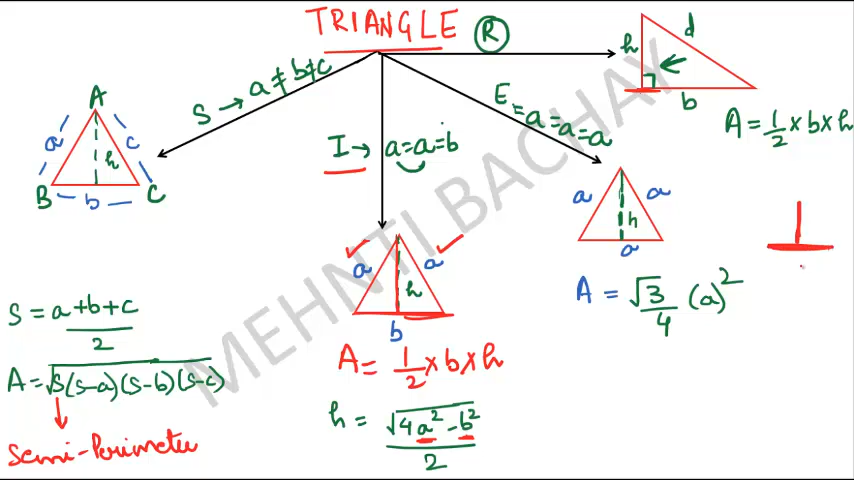 TRIANGLE
R
S → a ≠ b ≠ c
I → a = a = b
E = a = a = a
A
a c
h
B b C
h d
b
A = 1/2 × b × h
a a
h
b
a a
h
a
S = a+b+c / 2
A = √s(s-a)(s-b)(s-c)
Semi-Perimeter
A = 1/2 × b × h
h = √4a² - b² / 2
A = √3/4 (a)²
MEHNTI BACHAY